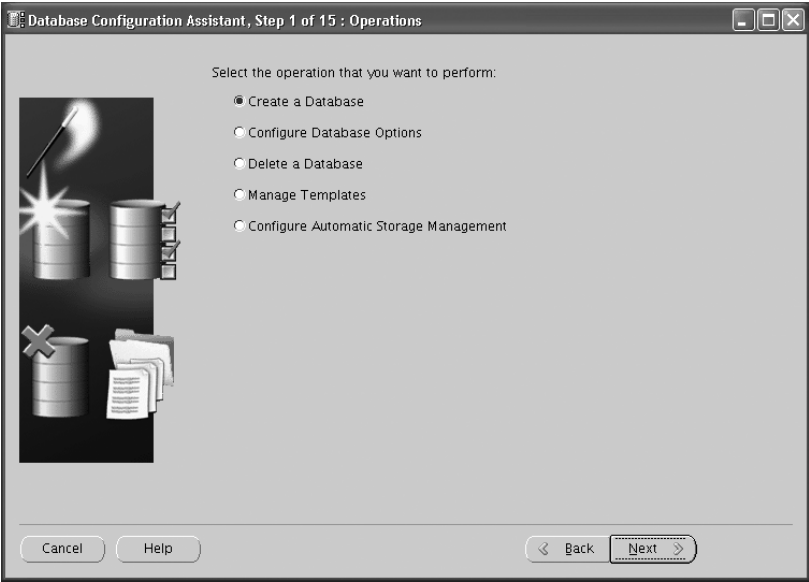 Database Configuration Assistant, Step 1 of 15 : Operations
Select the operation that you want to perform:
Create a Database
Configure Database Options
Delete a Database
Manage Templates
Configure Automatic Storage Management
Cancel
Help
Back
Next